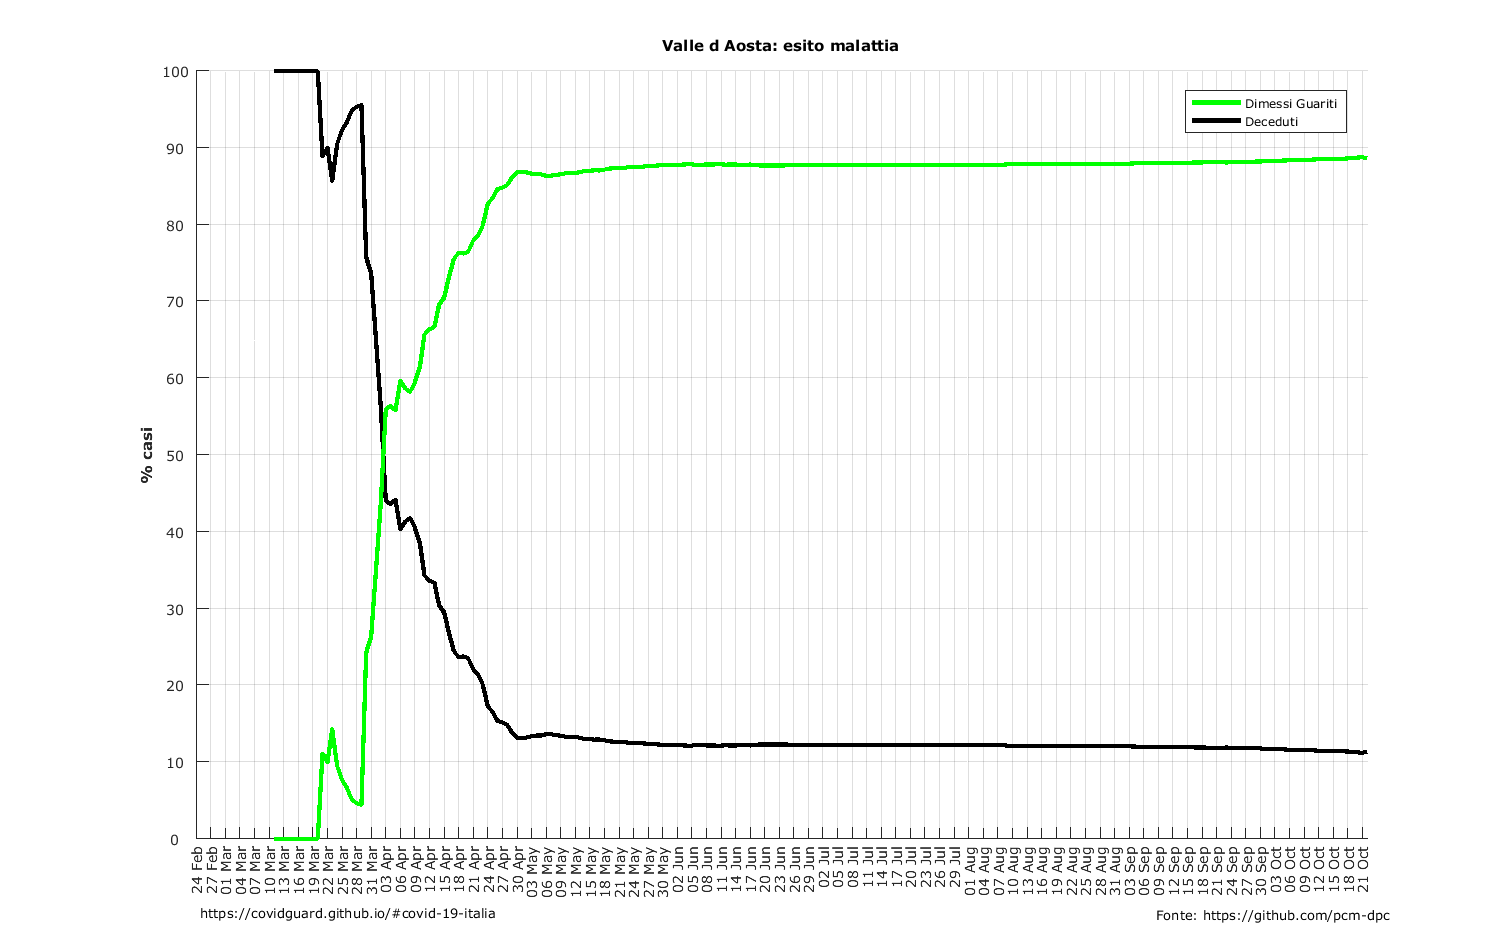 Valle d Aosta: esito malattia
Dimessi Guariti
Deceduti
% casi
100
90
80
70
60
50
40
30
20
10
0
24 Feb
27 Feb
01 Mar
04 Mar
07 Mar
10 Mar
13 Mar
16 Mar
19 Mar
22 Mar
25 Mar
28 Mar
31 Mar
03 Apr
06 Apr
09 Apr
12 Apr
15 Apr
18 Apr
21 Apr
24 Apr
27 Apr
30 Apr
03 May
06 May
09 May
12 May
15 May
18 May
21 May
24 May
27 May
30 May
02 Jun
05 Jun
08 Jun
11 Jun
14 Jun
17 Jun
20 Jun
23 Jun
26 Jun
29 Jun
02 Jul
05 Jul
08 Jul
11 Jul
14 Jul
17 Jul
20 Jul
23 Jul
26 Jul
29 Jul
01 Aug
04 Aug
07 Aug
10 Aug
13 Aug
16 Aug
19 Aug
22 Aug
25 Aug
28 Aug
31 Aug
03 Sep
06 Sep
09 Sep
12 Sep
15 Sep
18 Sep
21 Sep
24 Sep
27 Sep
30 Sep
03 Oct
06 Oct
09 Oct
12 Oct
15 Oct
18 Oct
21 Oct
https://covidguard.github.io/#covid-19-italia
Fonte: https://github.com/pcm-dpc